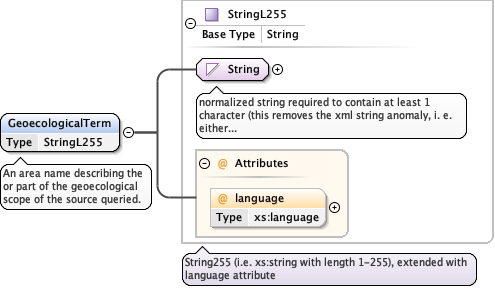 StringL255
Base Type String
String
normalized string required to contain at least 1
character (this removes the xml string anomaly, i. e.
either...
GeoecologicalTerm
Type StringL255
An area name describing the
or part of the geoecological
scope of the source queried.
@ Attributes
@ language
Type xs:language
String255 (i.e. xs:string with length 1-255), extended with
language attribute